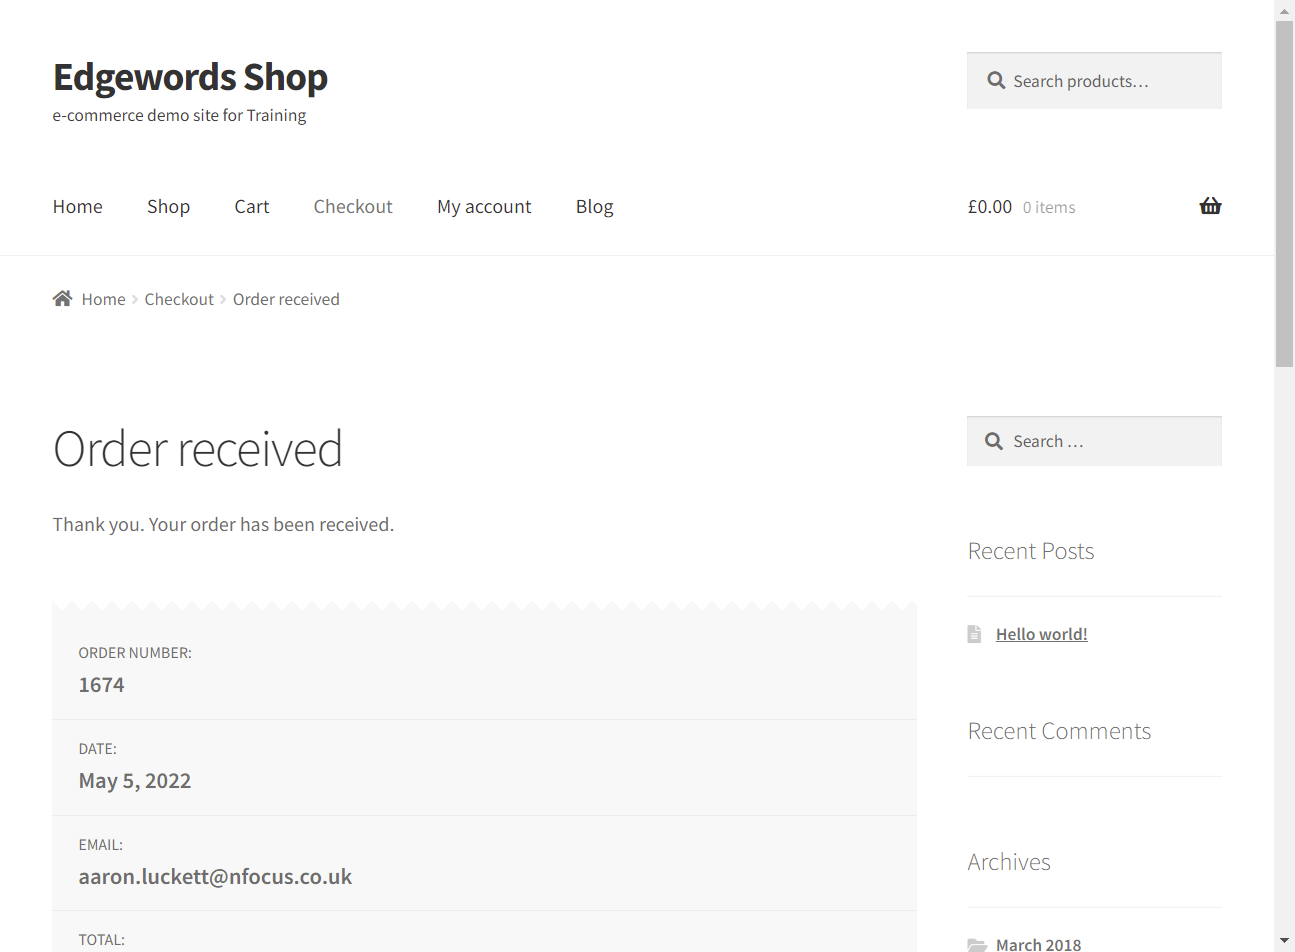 Edgewords Shop
e-commerce demo site for Training
Search products…
Home Shop Cart Checkout My account Blog
£0.00 0 items
Home Checkout Order received
Order received
Thank you. Your order has been received.
ORDER NUMBER:
1674
DATE:
May 5, 2022
EMAIL:
aaron.luckett@nfocus.co.uk
TOTAL:
Search …
Recent Posts
Hello world!
Recent Comments
Archives
March 2018